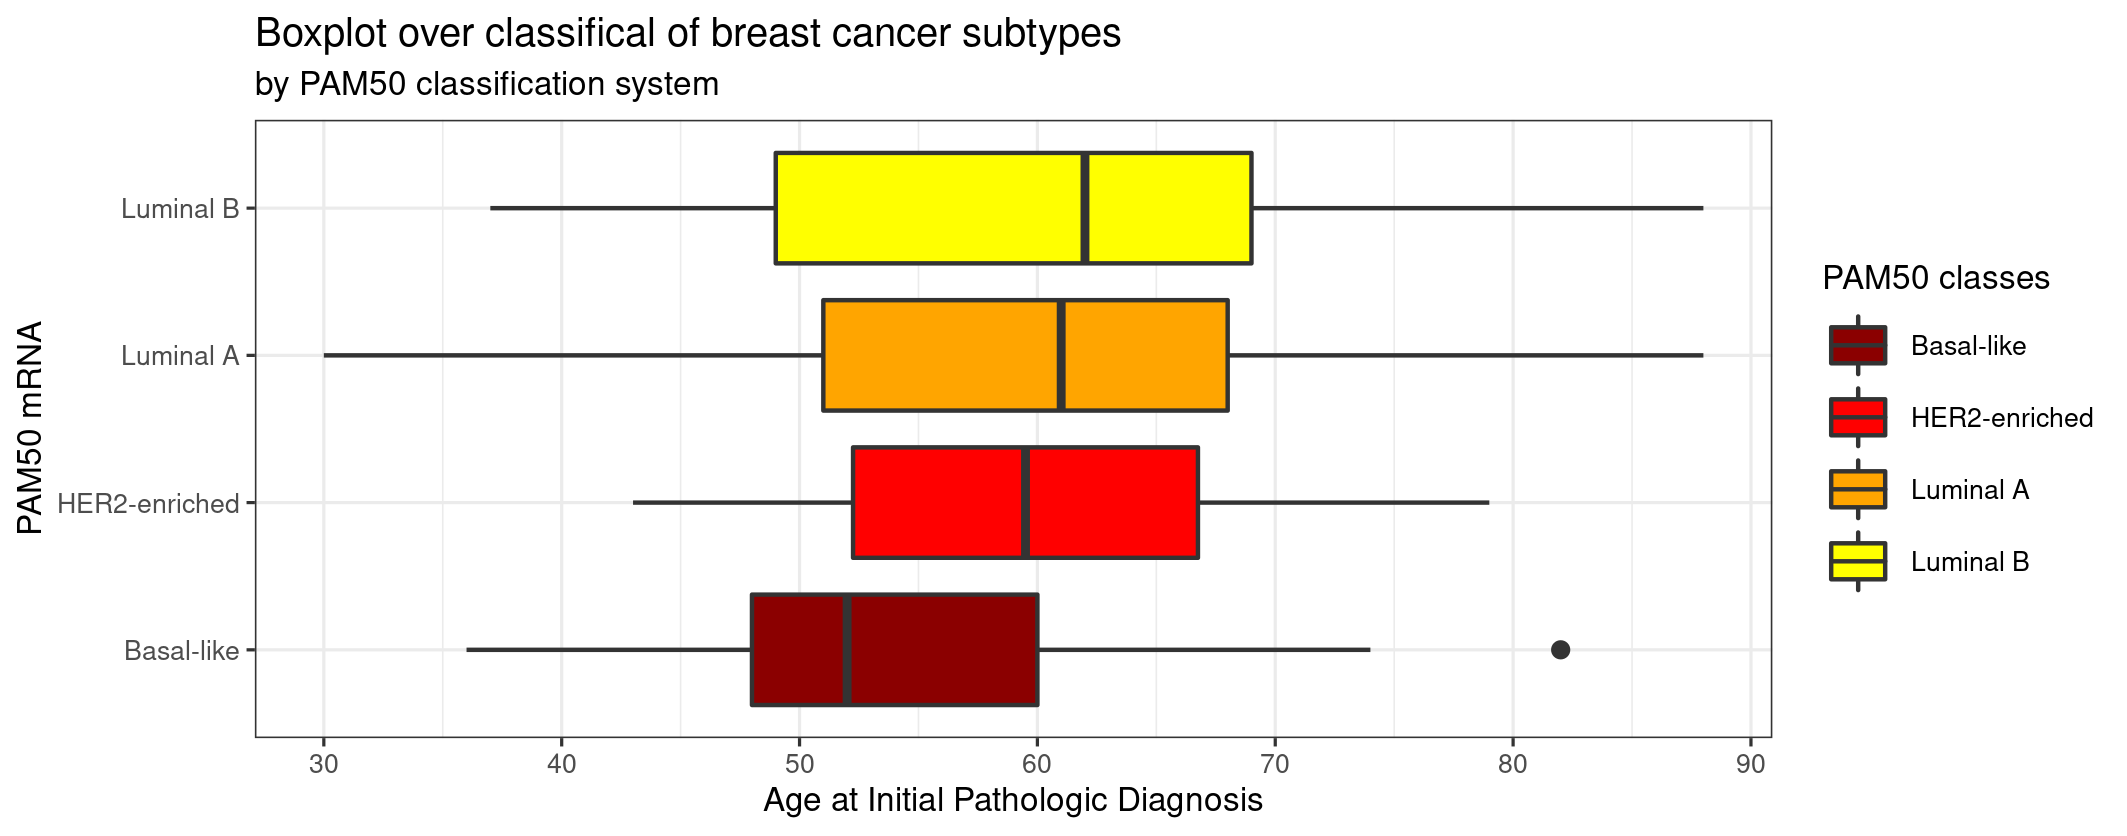 Boxplot over classifical of breast cancer subtypes
by PAM50 classification system
PAM50 mRNA
Luminal B
Luminal A
HER2-enriched
Basal-like
30 40 50 60 70 80 90
Age at Initial Pathologic Diagnosis
PAM50 classes
Basal-like
HER2-enriched
Luminal A
Luminal B